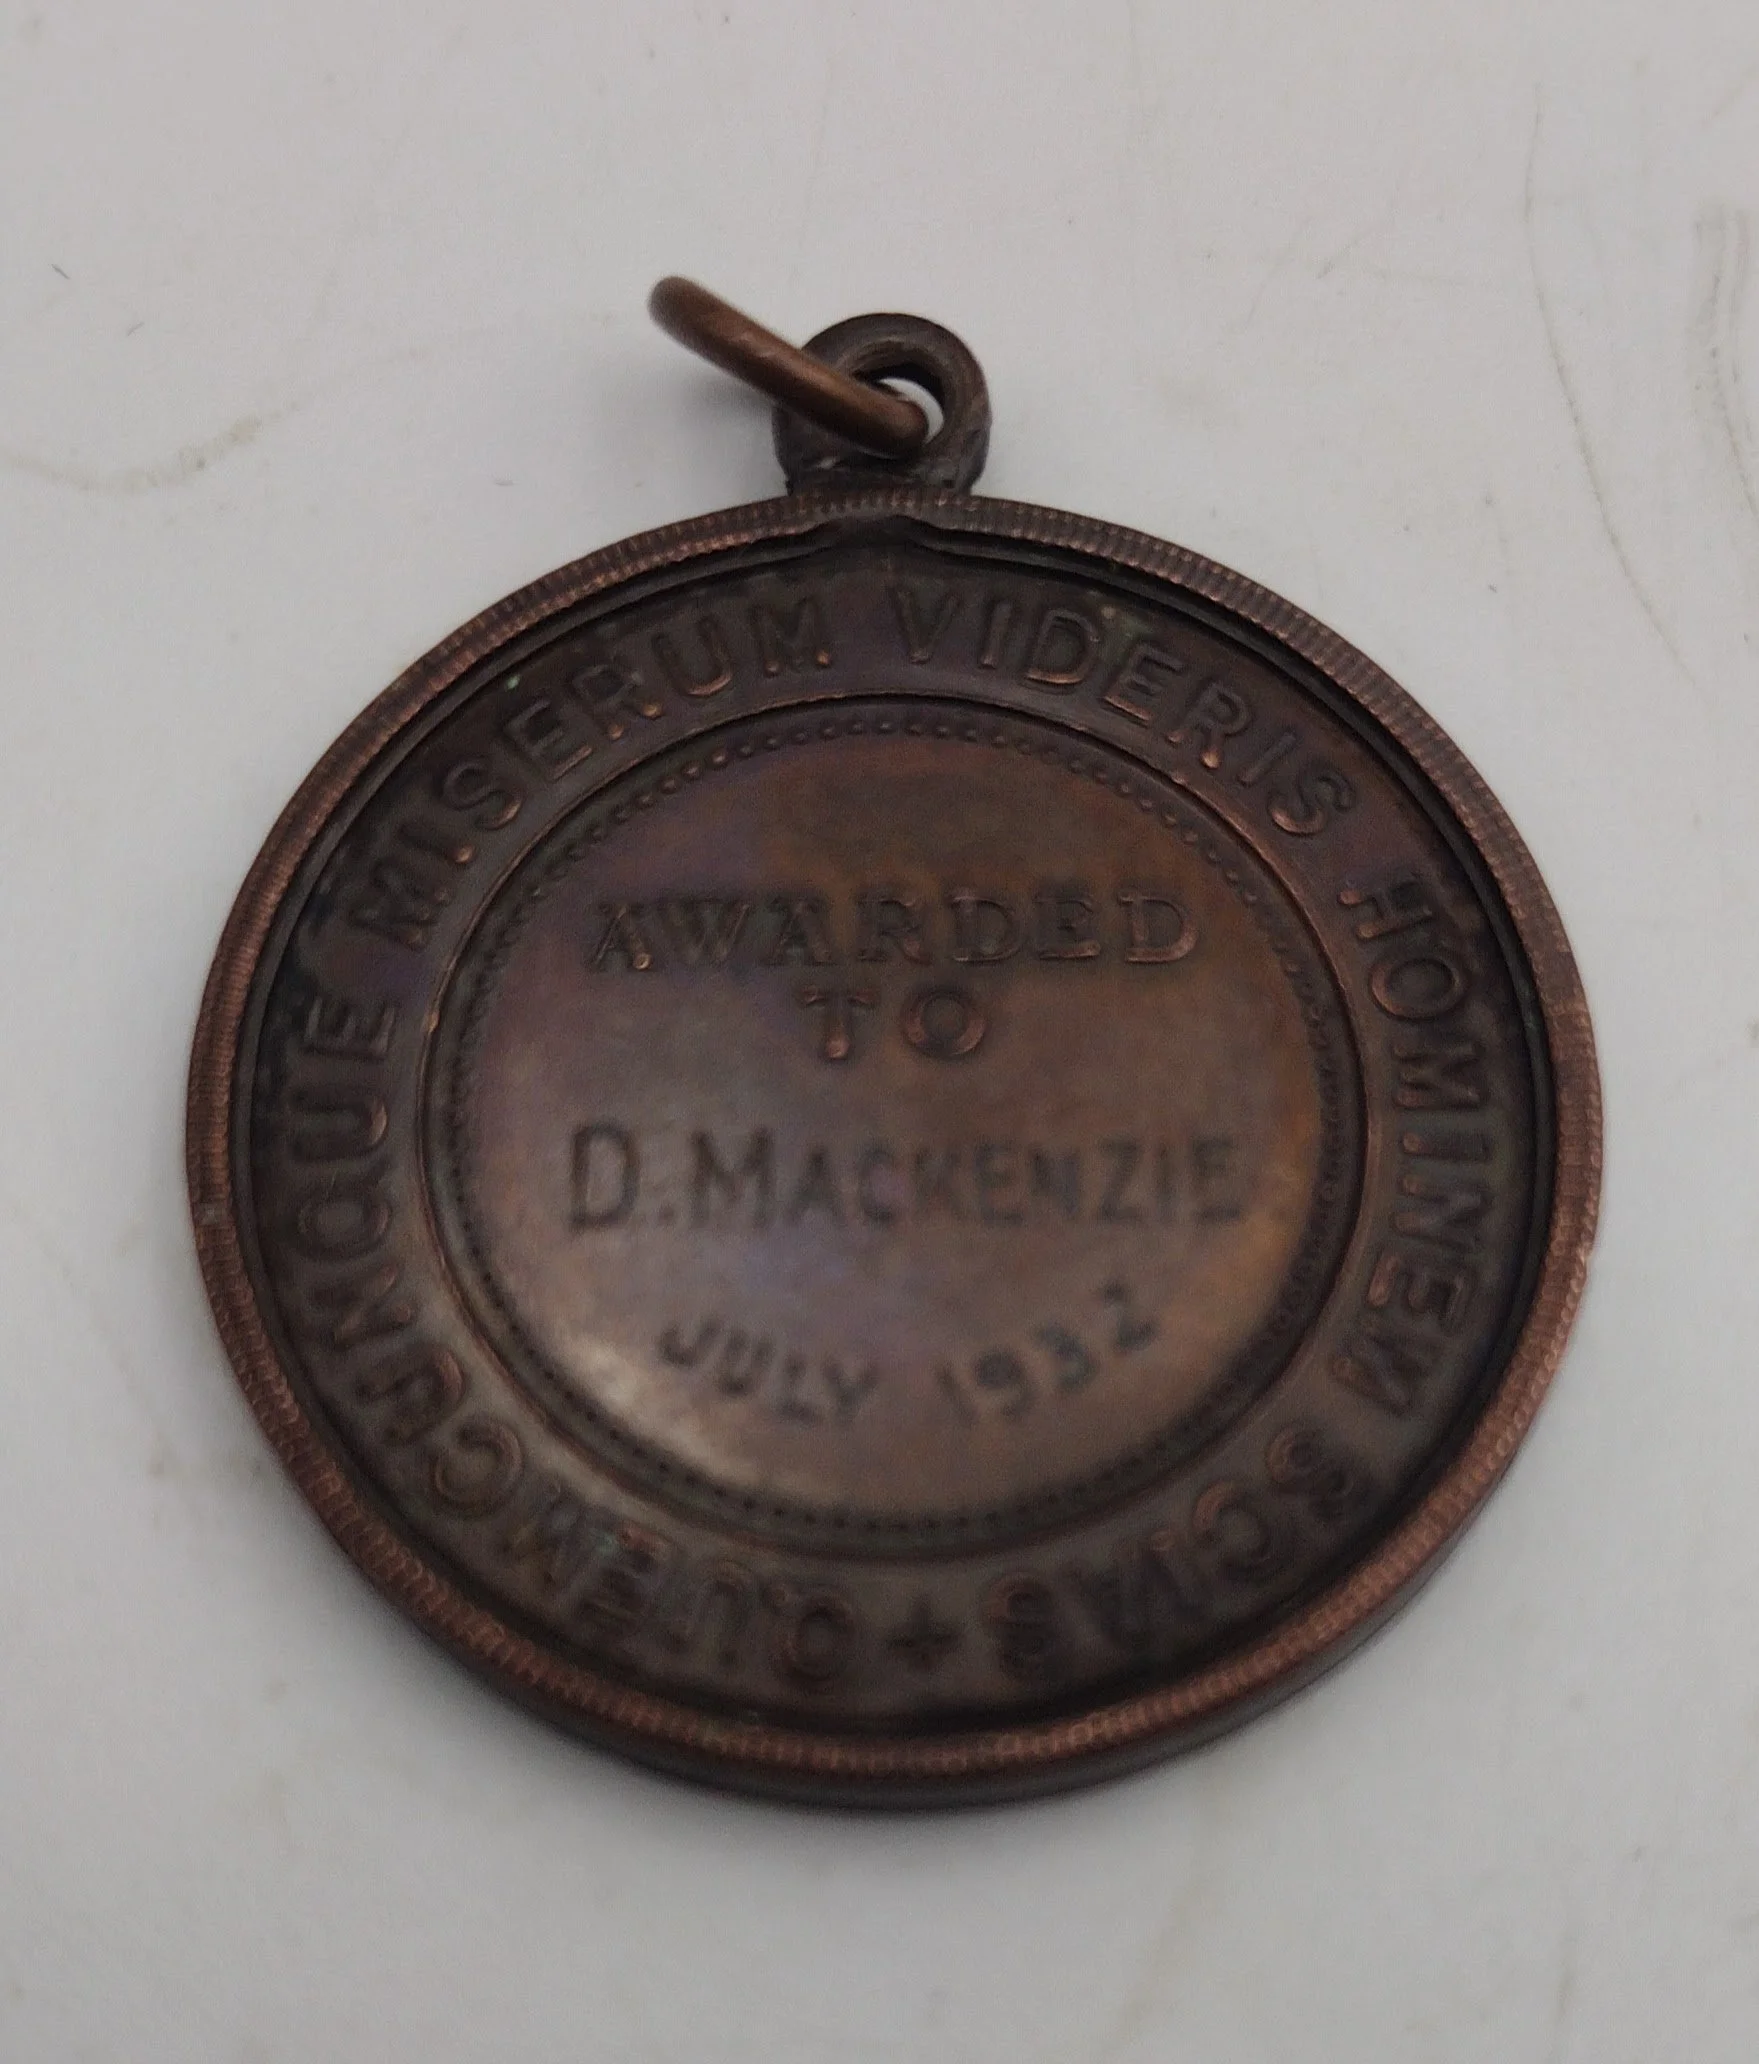 QUEMCUNQUE MISERUM VIDERIS HOMINEM SCIAS +
AWARDED
TO
D. MACKENZIE
JULY 1932